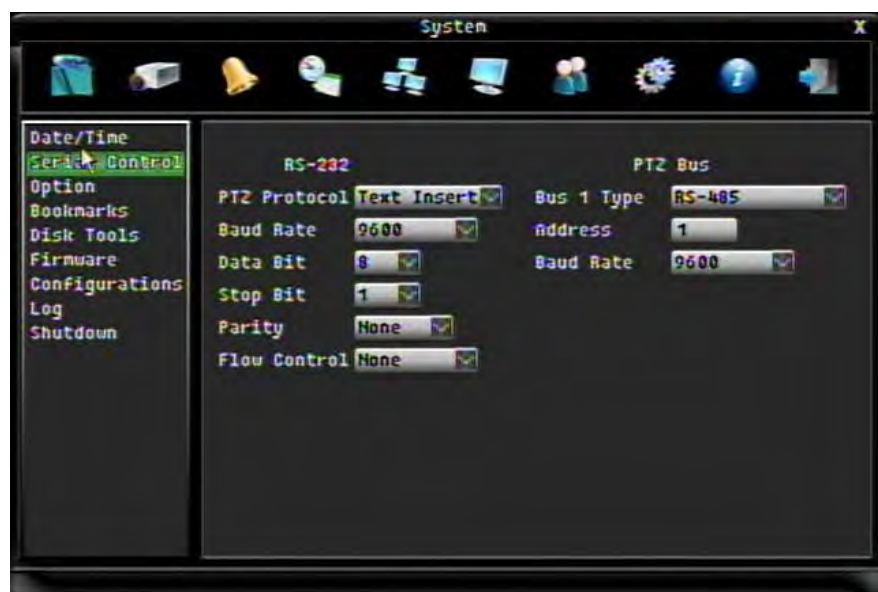 System X
Date/Time
Serial Control
Option
Bookmarks
Disk Tools
Firmware
Configurations
Log
Shutdown
RS-232
PTZ Protocol Text Insert
Baud Rate 9600
Data Bit 8
Stop Bit 1
Parity None
Flow Control None
PTZ Bus
Bus 1 Type RS-485
Address 1
Baud Rate 9600